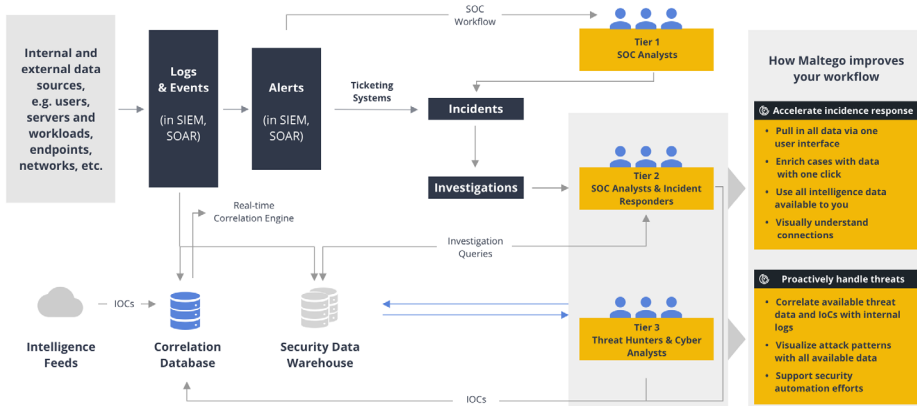 SOC
Workflow
Tier 1
SOC Analysts
Internal and
external data
sources,
e.g. users,
servers and
workloads,
endpoints,
networks, etc.
Logs
& Events
(in SIEM,
SOAR)
Alerts
(in SIEM,
SOAR)
Ticketing
Systems
Incidents
Investigations
Tier 2
SOC Analysts & Incident
Responders
Real-time
Correlation Engine
Investigation
Queries
IOCs
Intelligence
Feeds
Correlation
Database
Security Data
Warehouse
Tier 3
Threat Hunters & Cyber
Analysts
IOCs
How Maltego improves
your workflow
Accelerate incidence response
• Pull in all data via one
user interface
• Enrich cases with data
with one click
• Use all intelligence data
available to you
• Visually understand
connections
Proactively handle threats
• Correlate available threat
data and IoCs with internal
logs
• Visualize attack patterns
with all available data
• Support security
automation efforts